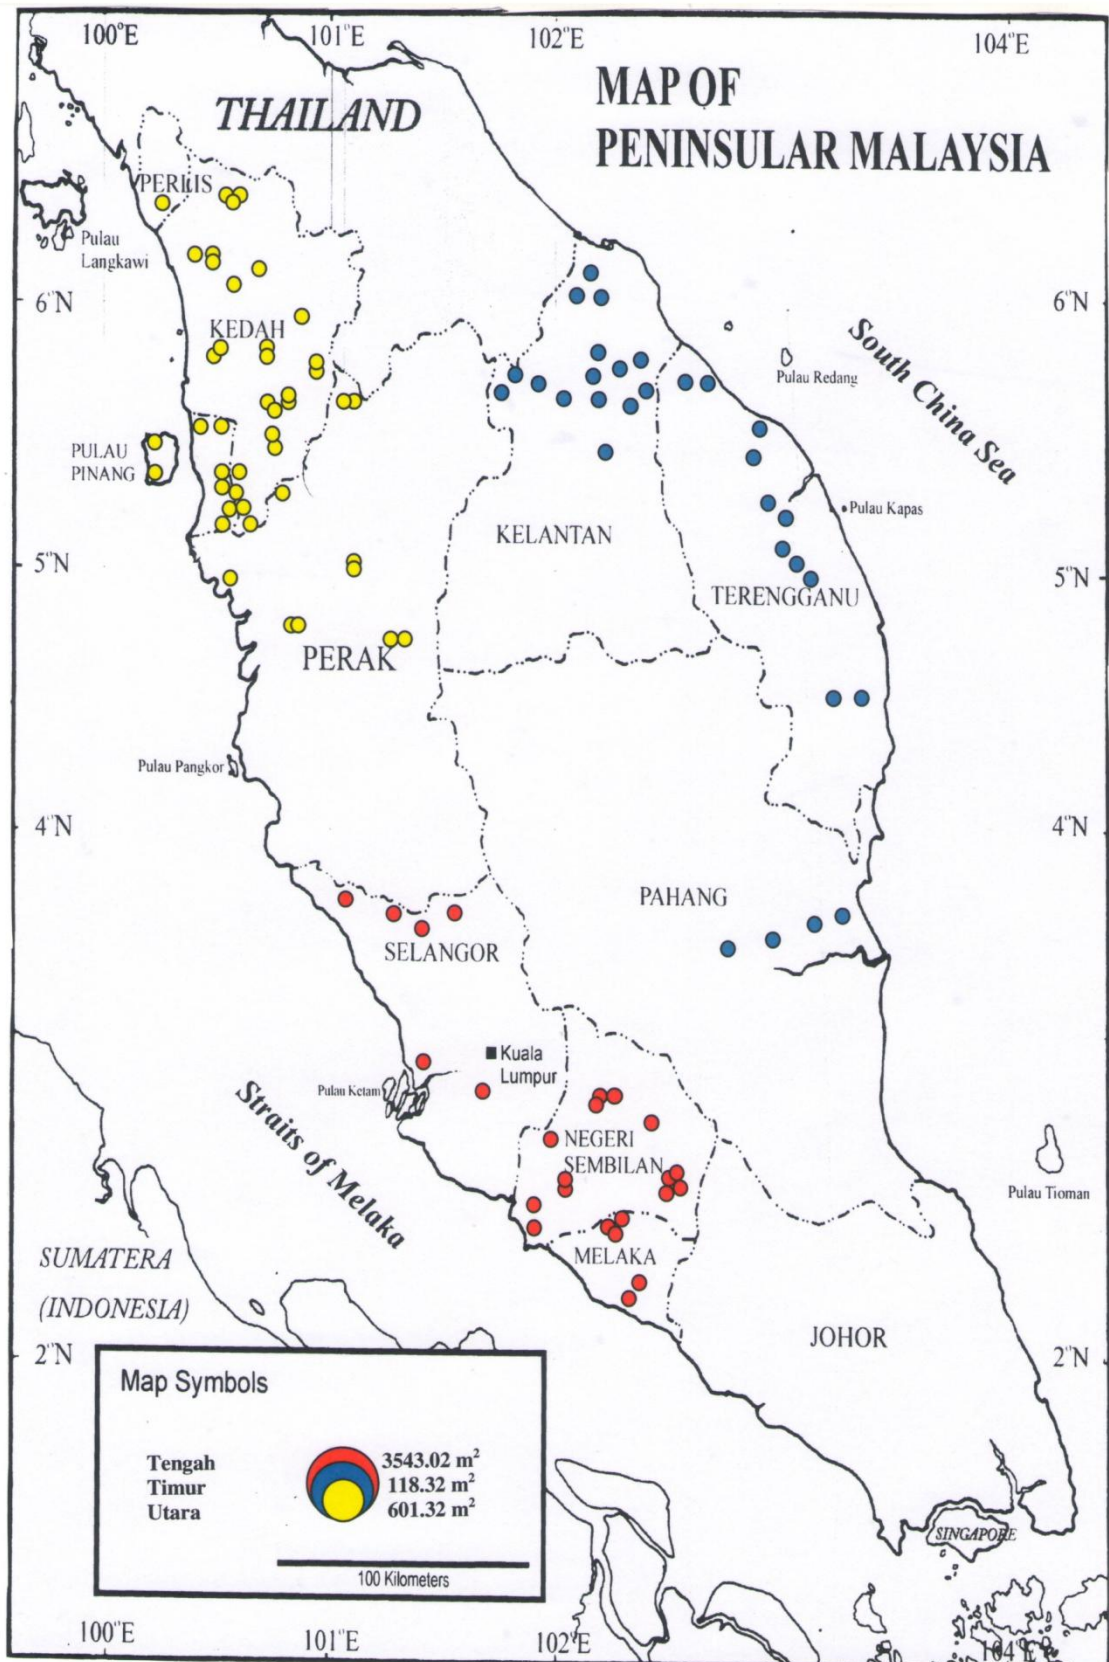 100°E
101°E
102°E
104°E
MAP OF
PENINSULAR MALAYSIA
THAILAND
PERLIS
Pulau
Langkawi
6°N
6°N
KEDAH
South China Sea
Pulau Redang
PULAU
PINANG
Pulau Kapas
KELANTAN
5°N
5°N
TERENGGANU
PERAK
Pulau Pangkor
4°N
4°N
PAHANG
SELANGOR
Kuala
Lumpur
Pulau Ketam
Straits of Melaka
NEGERI
SEMBILAN
Pulau Tioman
MELAKA
SUMATERA
(INDONESIA)
JOHOR
2°N
2°N
Map Symbols
Tengah 3543.02 m²
Timur 118.32 m²
Utara 601.32 m²
SINGAPORE
100 Kilometers
100°E
101°E
102°E
104°E